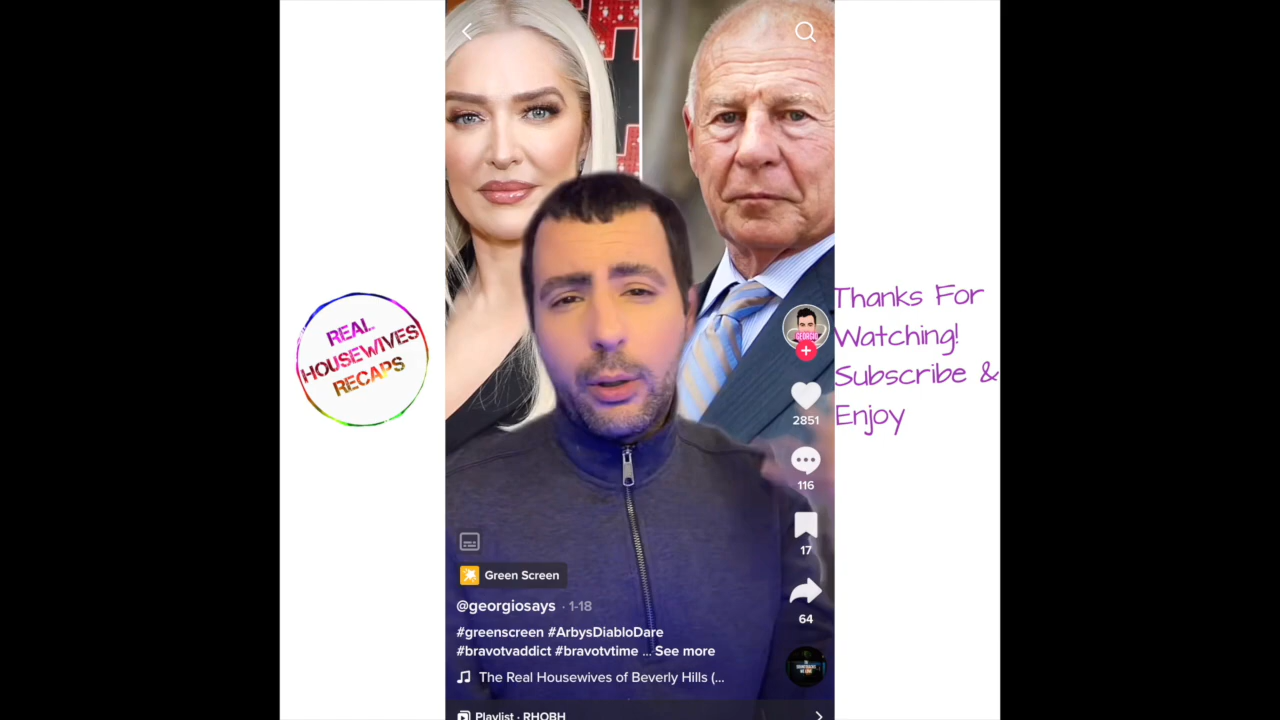 REAL
HOUSEWIVES
RECAPS
GEORGIO
2851
116
17
64
Green Screen
@georgiosays · 1-18
#greenscreen #ArbysDiabloDare
#bravotvaddict #bravotvtime ... See more
The Real Housewives of Beverly Hills (...
Playlist · RHOBH
Thanks For
Watching!
Subscribe &
Enjoy